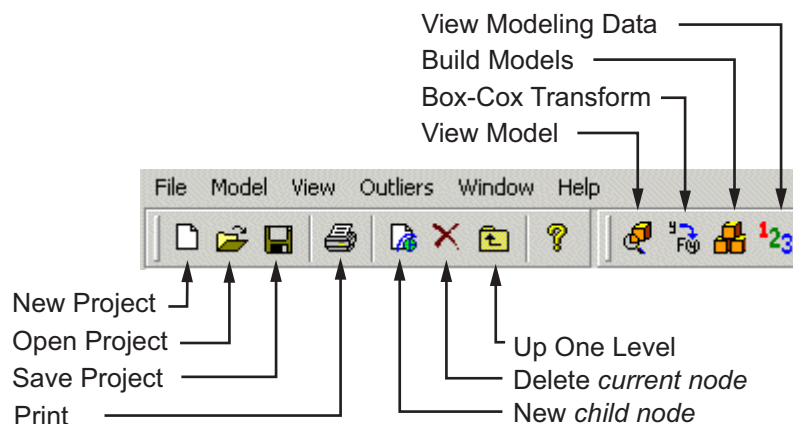 View Modeling Data
Build Models
Box-Cox Transform
View Model
File Model View Outliers Window Help
?
y F(y)
123
New Project
Open Project
Save Project
Print
Up One Level
Delete current node
New child node